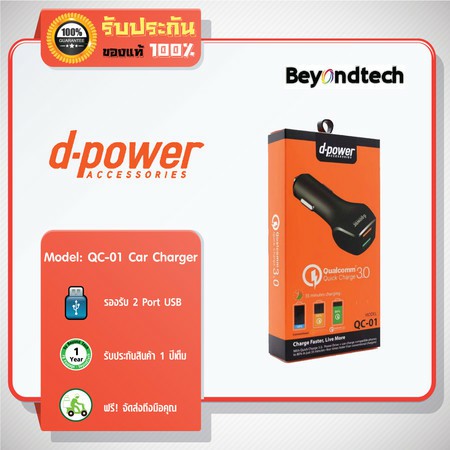 100%
GUARANTEE
รับประกัน
ของแท้ 100%
Beyondtech
d-power
ACCESSORIES
d-power
ACCESSORIES
Qualcomm
Quick Charge 3.0
QC-01
Charge Faster, Live More
Model: QC-01 Car Charger
รองรับ 2 Port USB
1
Year
รับประกันสินค้า 1 ปีเต็ม
ฟรี! จัดส่งถึงมือคุณ